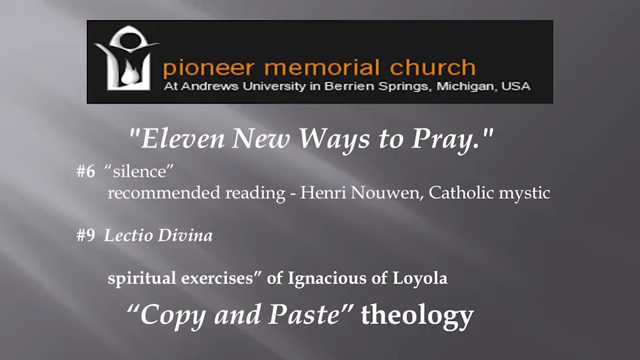 pioneer memorial church
At Andrews University in Berrien Springs, Michigan, USA
"Eleven New Ways to Pray."
#6 “silence”
recommended reading - Henri Nouwen, Catholic mystic
#9 Lectio Divina
spiritual exercises” of Ignacious of Loyola
“Copy and Paste” theology